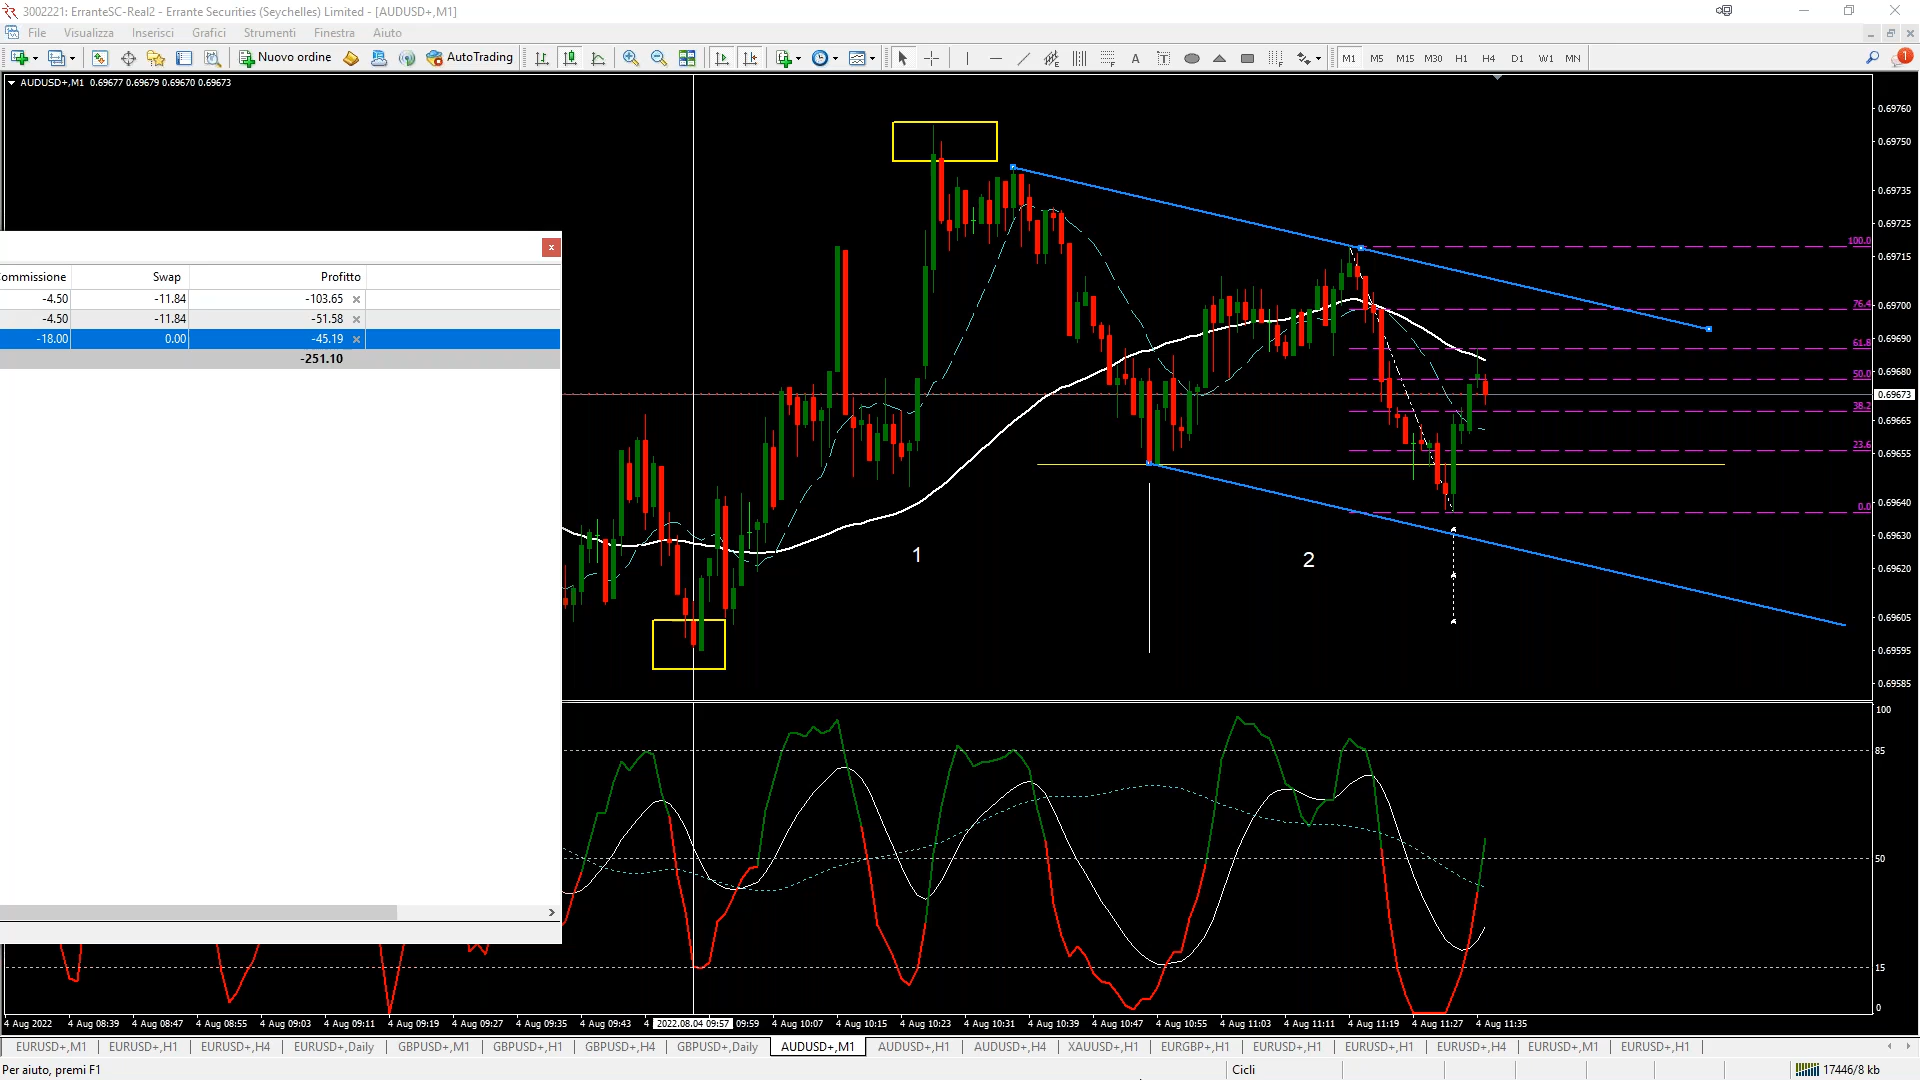 3002221: ErranteSC-Real2 - Errante Securities (Seychelles) Limited - [AUDUSD+,M1]
File Visualizza Inserisci Grafici Strumenti Finestra Aiuto
Nuovo ordine AutoTrading A T M1 M5 M15 M30 H1 H4 D1 W1 MN 1
AUDUSD+,M1 0.69677 0.69679 0.69670 0.69673
0.69760
0.69750
0.69735
0.69725
100.0
0.69715
76.4
0.69700
0.69690
61.8
0.69680
50.0
0.69673
38.2
0.69665
23.6
0.69655
0.69640
0.0
0.69630
0.69620
0.69605
0.69595
0.69585
ommissione Swap Profitto
-4.50 -11.84 -103.65
-4.50 -11.84 -51.58
-18.00 0.00 -45.19
-251.10
1
2
100
85
50
15
0
4 Aug 2022 4 Aug 08:39 4 Aug 08:47 4 Aug 08:55 4 Aug 09:03 4 Aug 09:11 4 Aug 09:19 4 Aug 09:27 4 Aug 09:35 4 Aug 09:43 4 2022.08.04 09:57 09:59 4 Aug 10:07 4 Aug 10:15 4 Aug 10:23 4 Aug 10:31 4 Aug 10:39 4 Aug 10:47 4 Aug 10:55 4 Aug 11:03 4 Aug 11:11 4 Aug 11:19 4 Aug 11:27 4 Aug 11:35
EURUSD+,M1 EURUSD+,H1 EURUSD+,H4 EURUSD+,Daily GBPUSD+,M1 GBPUSD+,H1 GBPUSD+,H4 GBPUSD+,Daily AUDUSD+,M1 AUDUSD+,H1 AUDUSD+,H4 XAUUSD+,H1 EURGBP+,H1 EURUSD+,H1 EURUSD+,H1 EURUSD+,H4 EURUSD+,M1 EURUSD+,H1
Per aiuto, premi F1 Cicli 17446/8 kb